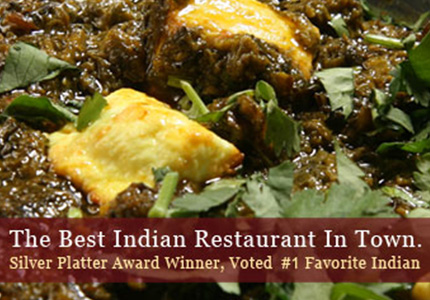 The Best Indian Restaurant In Town.
Silver Platter Award Winner, Voted #1 Favorite Indian